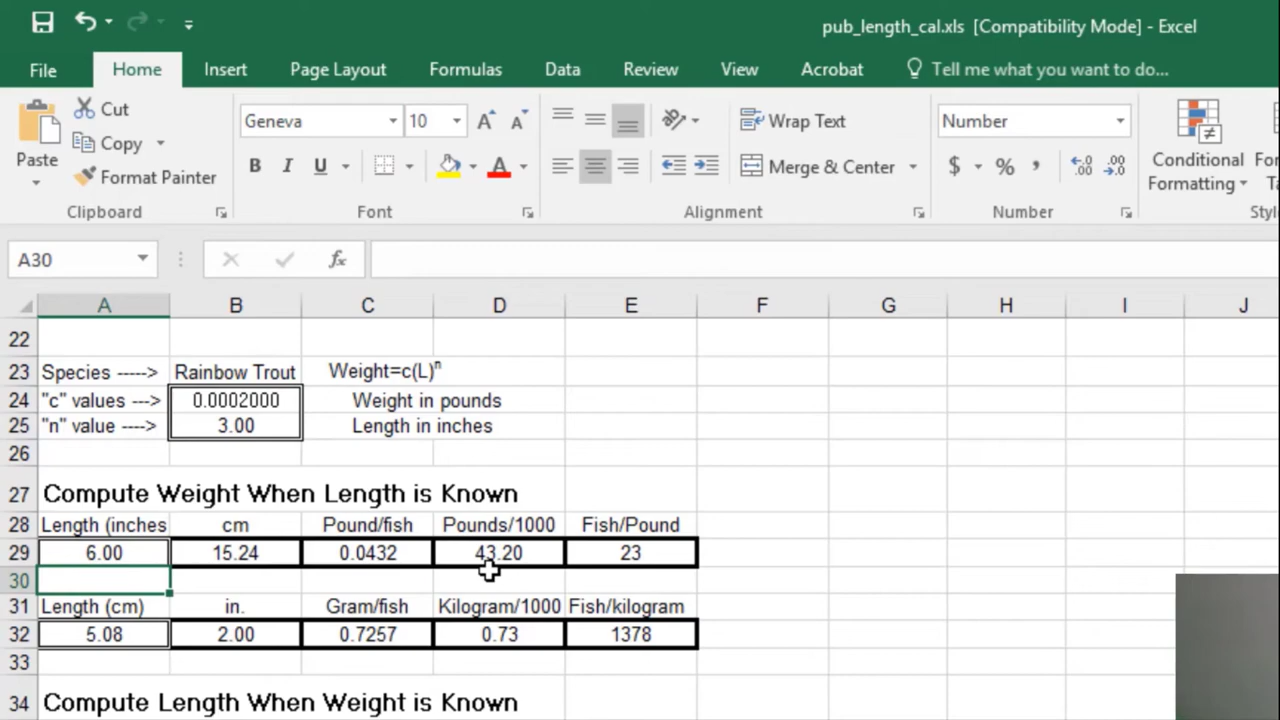 pub_length_cal.xls [Compatibility Mode] - Excel
File Home Insert Page Layout Formulas Data Review View Acrobat Tell me what you want to do...
Cut
Copy
Format Painter
Paste
Clipboard
Geneva 10
B I U A
Font
Wrap Text
Merge & Center
Alignment
Number
$ % , .00
Number
Conditional
Formatting
A30 fx
A B C D E F G H I J
22
23 Species -----> Rainbow Trout Weight=c(L)ⁿ
24 "c" values ---> 0.0002000 Weight in pounds
25 "n" value ----> 3.00 Length in inches
26
27 Compute Weight When Length is Known
28 Length (inches cm Pound/fish Pounds/1000 Fish/Pound
29 6.00 15.24 0.0432 43.20 23
30
31 Length (cm) in. Gram/fish Kilogram/1000 Fish/kilogram
32 5.08 2.00 0.7257 0.73 1378
33
34 Compute Length When Weight is Known